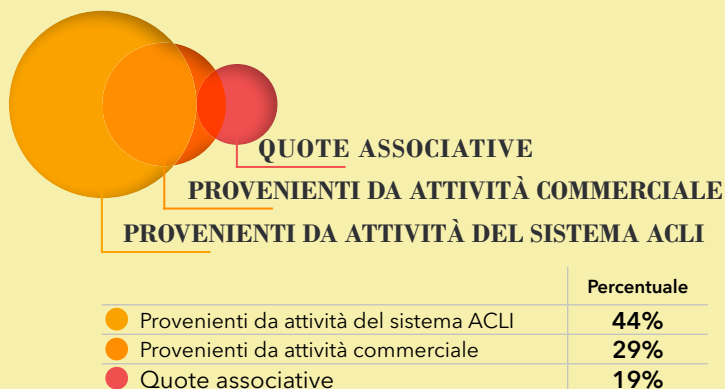 QUOTE ASSOCIATIVE
PROVENIENTI DA ATTIVITÀ COMMERCIALE
PROVENIENTI DA ATTIVITÀ DEL SISTEMA ACLI
Percentuale
Provenienti da attività del sistema ACLI 44%
Provenienti da attività commerciale 29%
Quote associative 19%